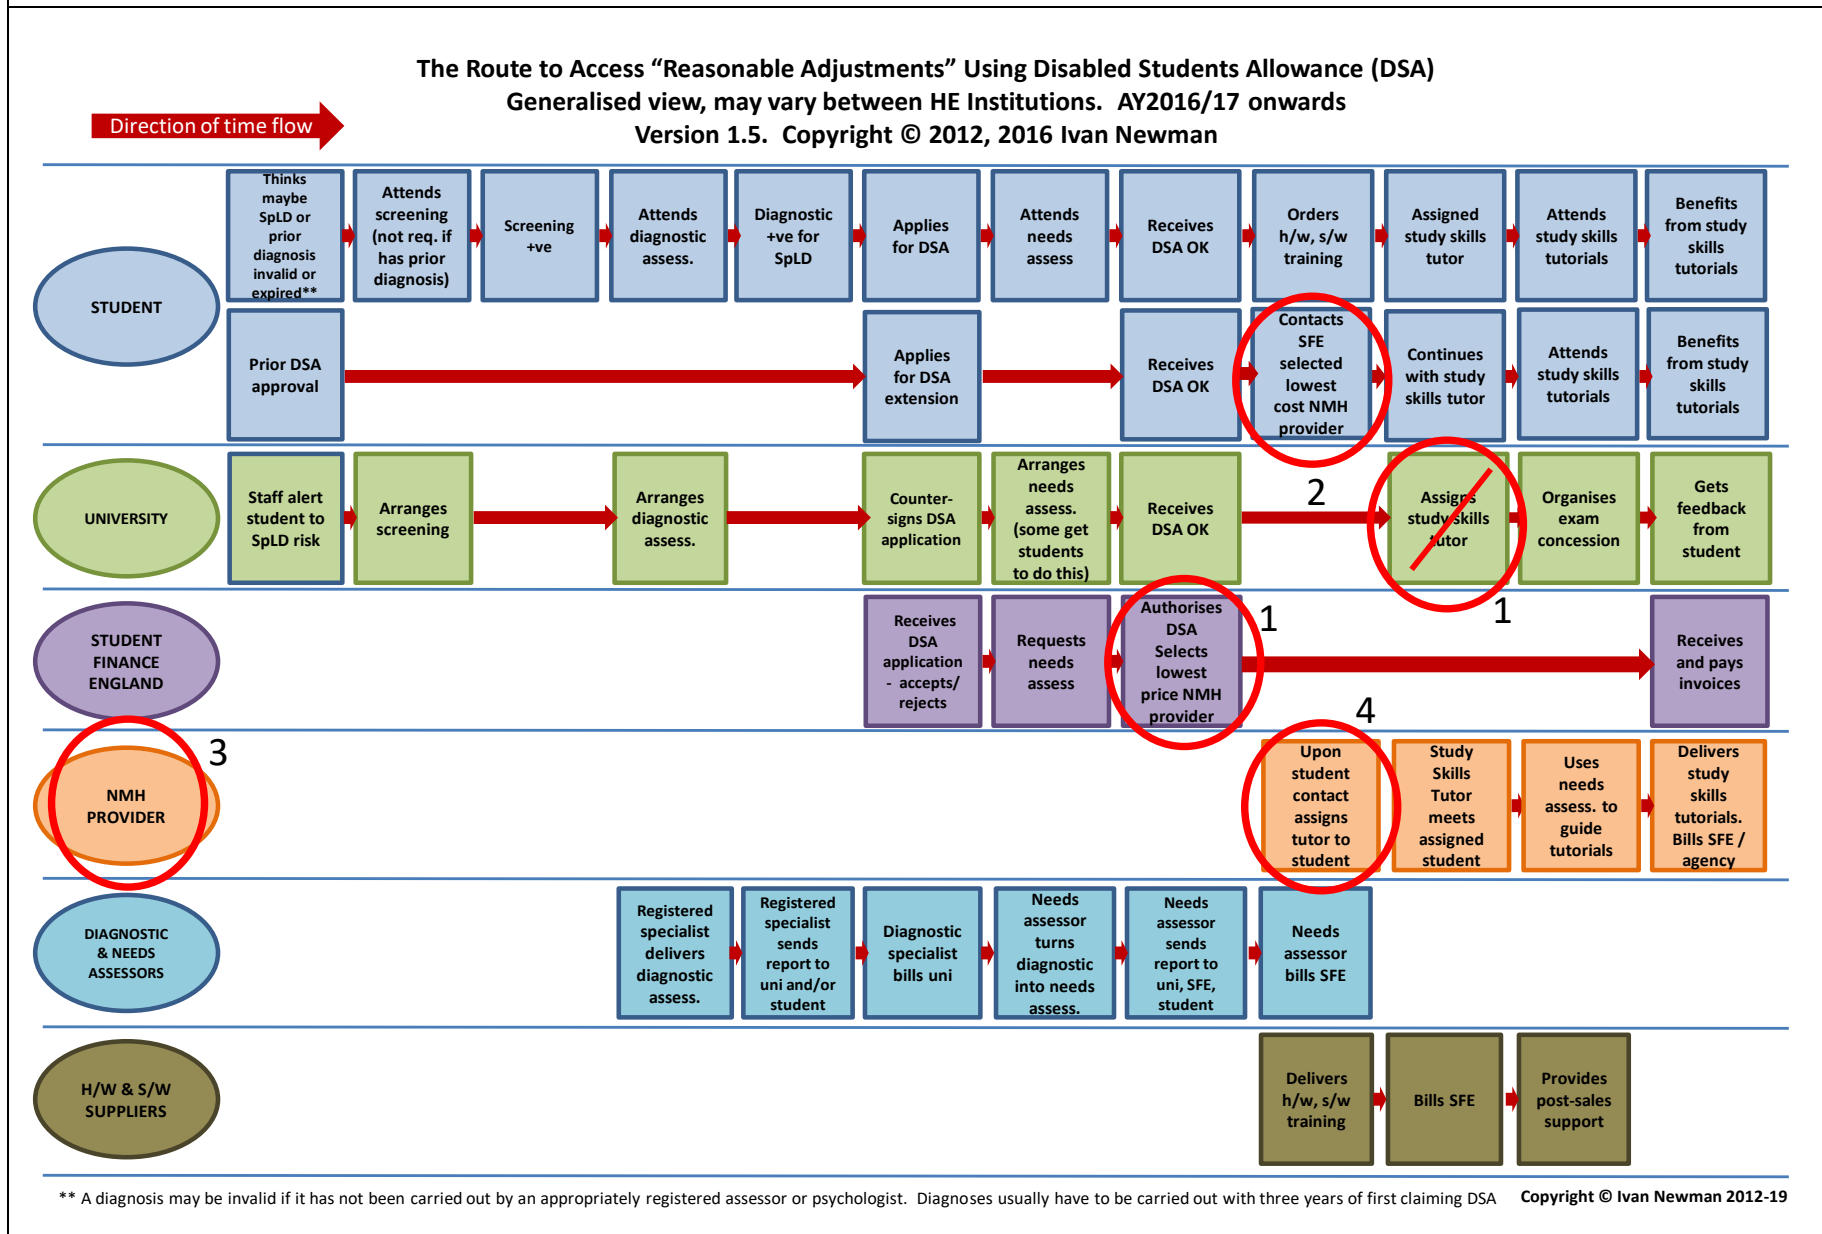 The Route to Access “Reasonable Adjustments” Using Disabled Students Allowance (DSA)
Generalised view, may vary between HE Institutions.  AY2016/17 onwards
Version 1.5.  Copyright © 2012, 2016 Ivan Newman
Direction of time flow
STUDENT
Thinks
maybe
SpLD or
prior
diagnosis
invalid or
expired**
Attends
screening
(not req. if
has prior
diagnosis)
Screening
+ve
Attends
diagnostic
assess.
Diagnostic
+ve for
SpLD
Applies
for DSA
Attends
needs
assess
Receives
DSA OK
Orders
h/w, s/w
training
Assigned
study skills
tutor
Attends
study skills
tutorials
Benefits
from study
skills
tutorials
Prior DSA
approval
Applies
for DSA
extension
Receives
DSA OK
Contacts
SFE
selected
lowest
cost NMH
provider
Continues
with study
skills tutor
Attends
study skills
tutorials
Benefits
from study
skills
tutorials
UNIVERSITY
Staff alert
student to
SpLD risk
Arranges
screening
Arranges
diagnostic
assess.
Counter-
signs DSA
application
Arranges
needs
assess.
(some get
students
to do this)
Receives
DSA OK
2
Assigns
study skills
tutor
1
Organises
exam
concession
Gets
feedback
from
student
STUDENT
FINANCE
ENGLAND
Receives
DSA
application
- accepts/
rejects
Requests
needs
assess
Authorises
DSA
Selects
lowest
price NMH
provider
1
Receives
and pays
invoices
NMH
PROVIDER
3
Upon
student
contact
assigns
tutor to
student
4
Study
Skills
Tutor
meets
assigned
student
Uses
needs
assess. to
guide
tutorials
Delivers
study
skills
tutorials.
Bills SFE /
agency
DIAGNOSTIC
& NEEDS
ASSESSORS
Registered
specialist
delivers
diagnostic
assess.
Registered
specialist
sends
report to
uni and/or
student
Diagnostic
specialist
bills uni
Needs
assessor
turns
diagnostic
into needs
assess.
Needs
assessor
sends
report to
uni, SFE,
student
Needs
assessor
bills SFE
H/W & S/W
SUPPLIERS
Delivers
h/w, s/w
training
Bills SFE
Provides
post-sales
support
** A diagnosis may be invalid if it has not been carried out by an appropriately registered assessor or psychologist.  Diagnoses usually have to be carried out with three years of first claiming DSA
Copyright © Ivan Newman 2012-19